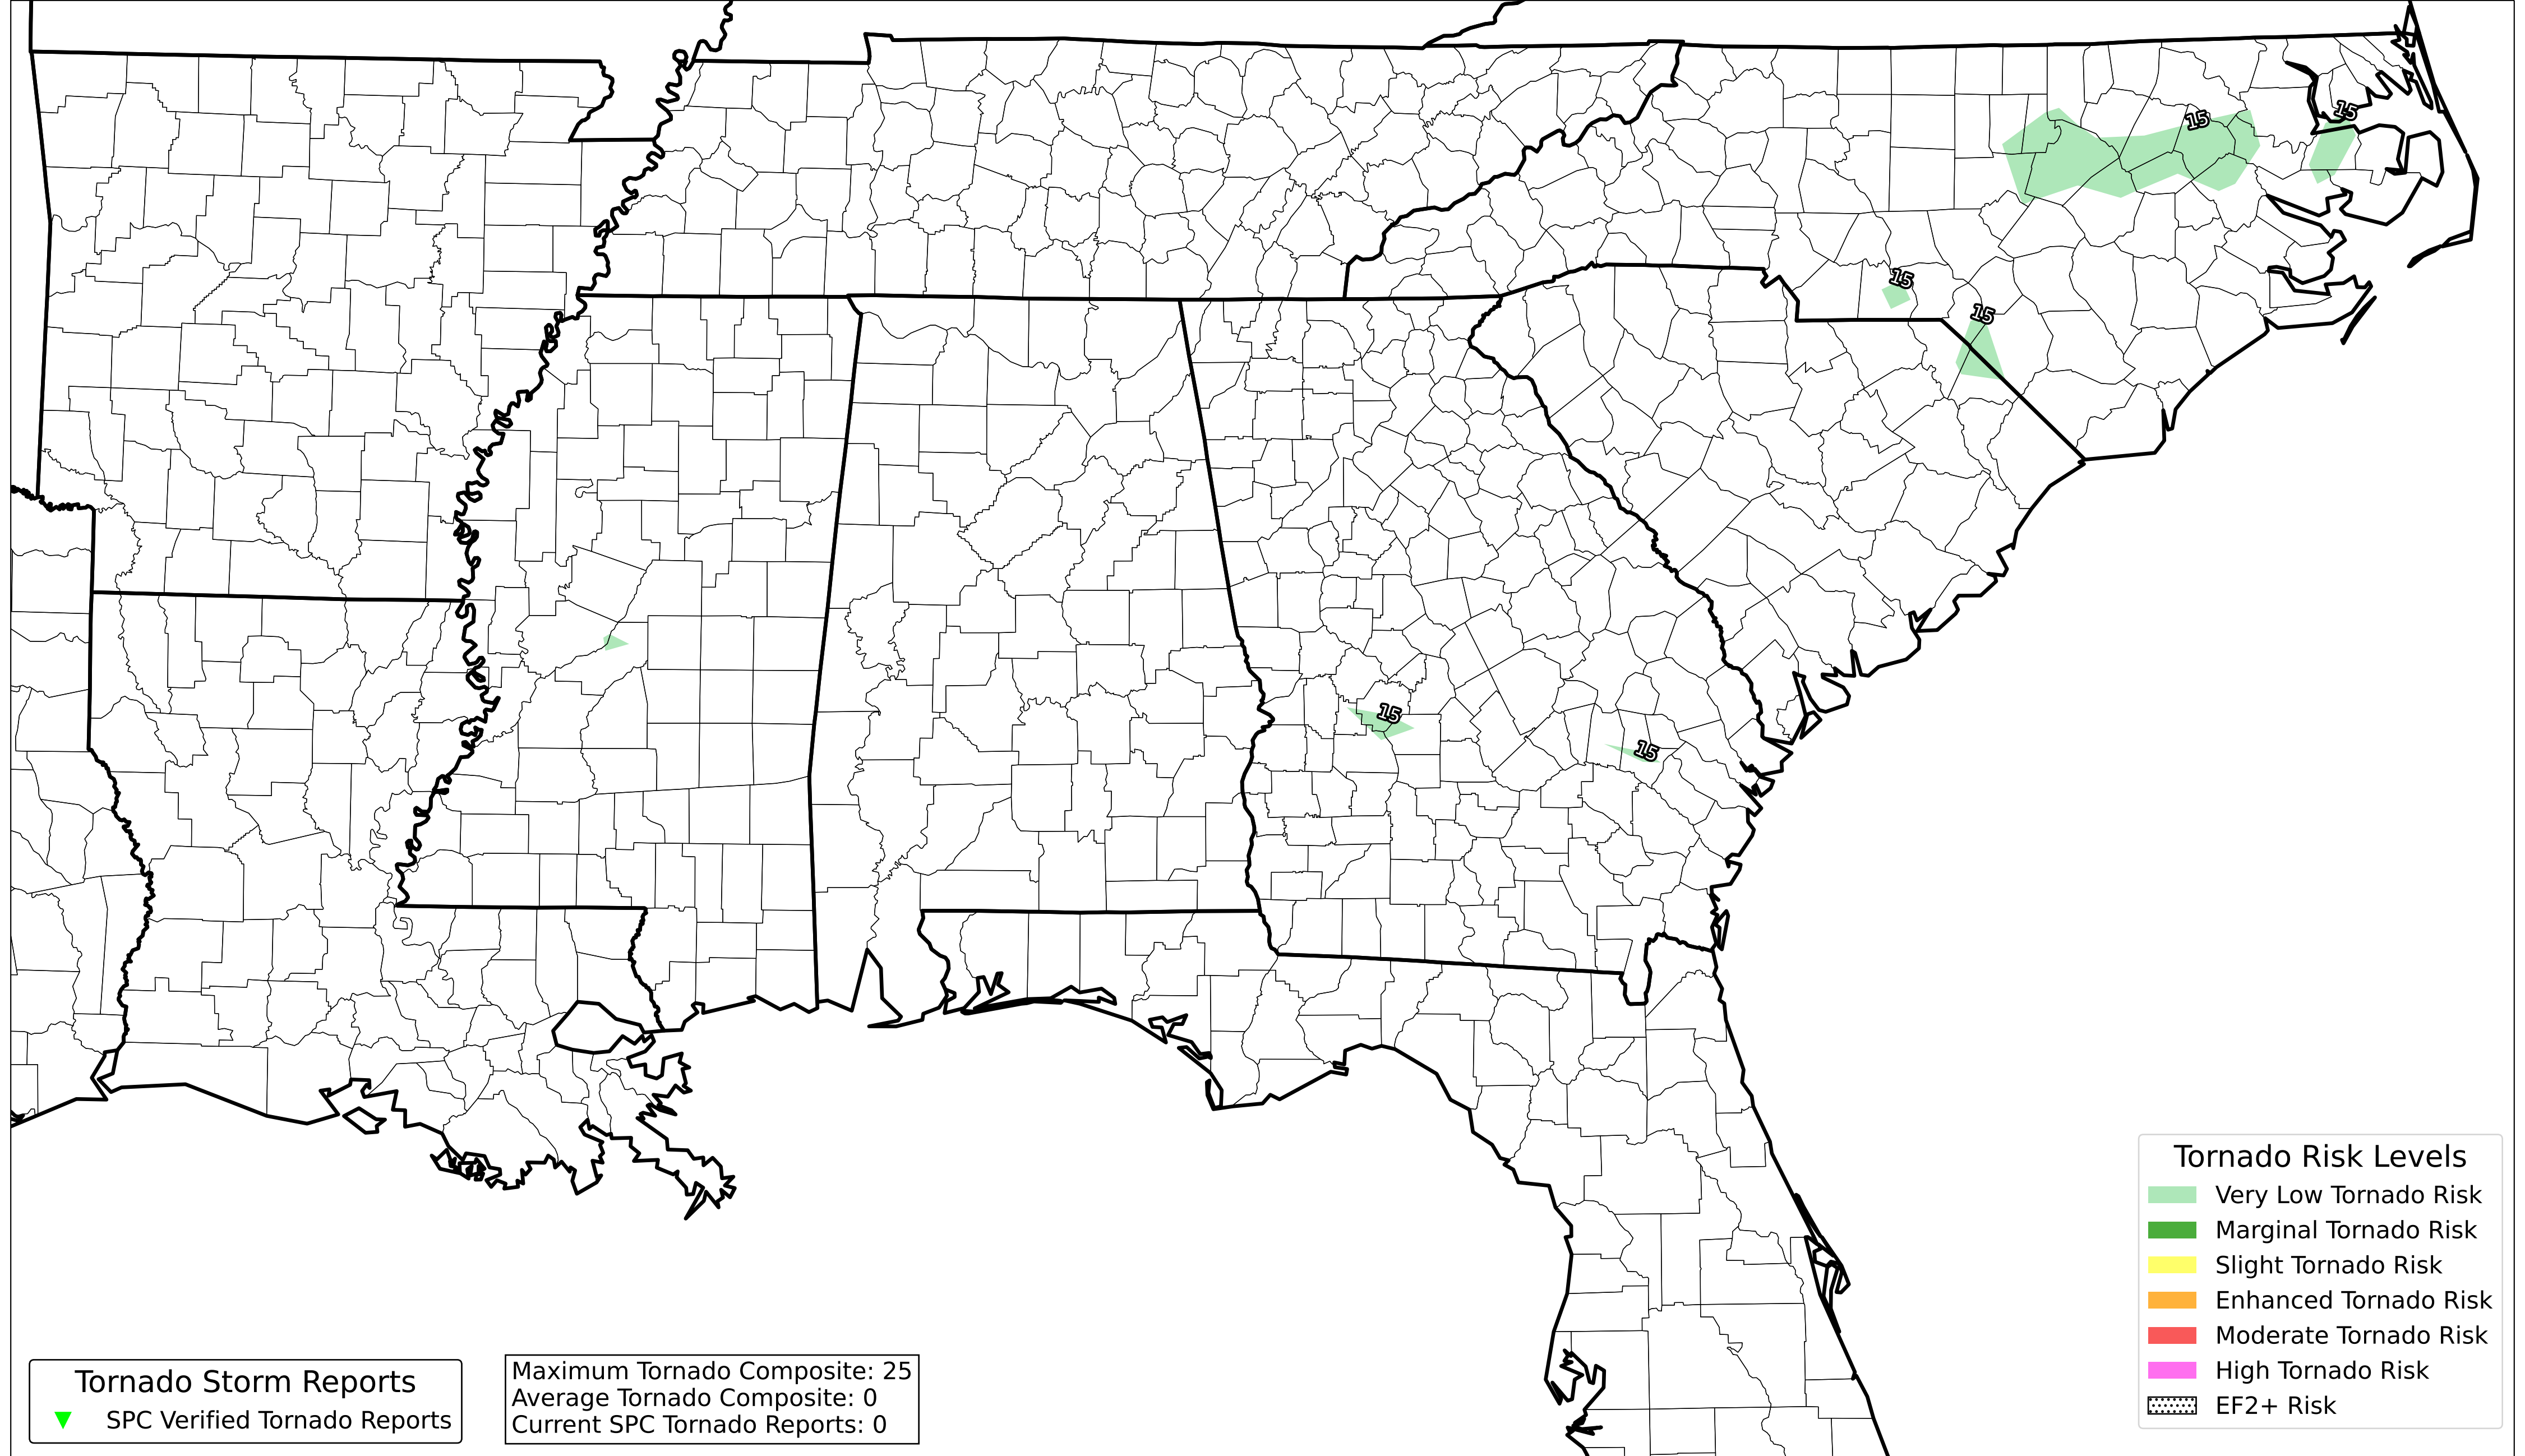 15
15
15
15
15
15
Tornado Risk Levels
Very Low Tornado Risk
Marginal Tornado Risk
Slight Tornado Risk
Enhanced Tornado Risk
Moderate Tornado Risk
High Tornado Risk
EF2+ Risk
Tornado Storm Reports
SPC Verified Tornado Reports
Maximum Tornado Composite: 25
Average Tornado Composite: 0
Current SPC Tornado Reports: 0